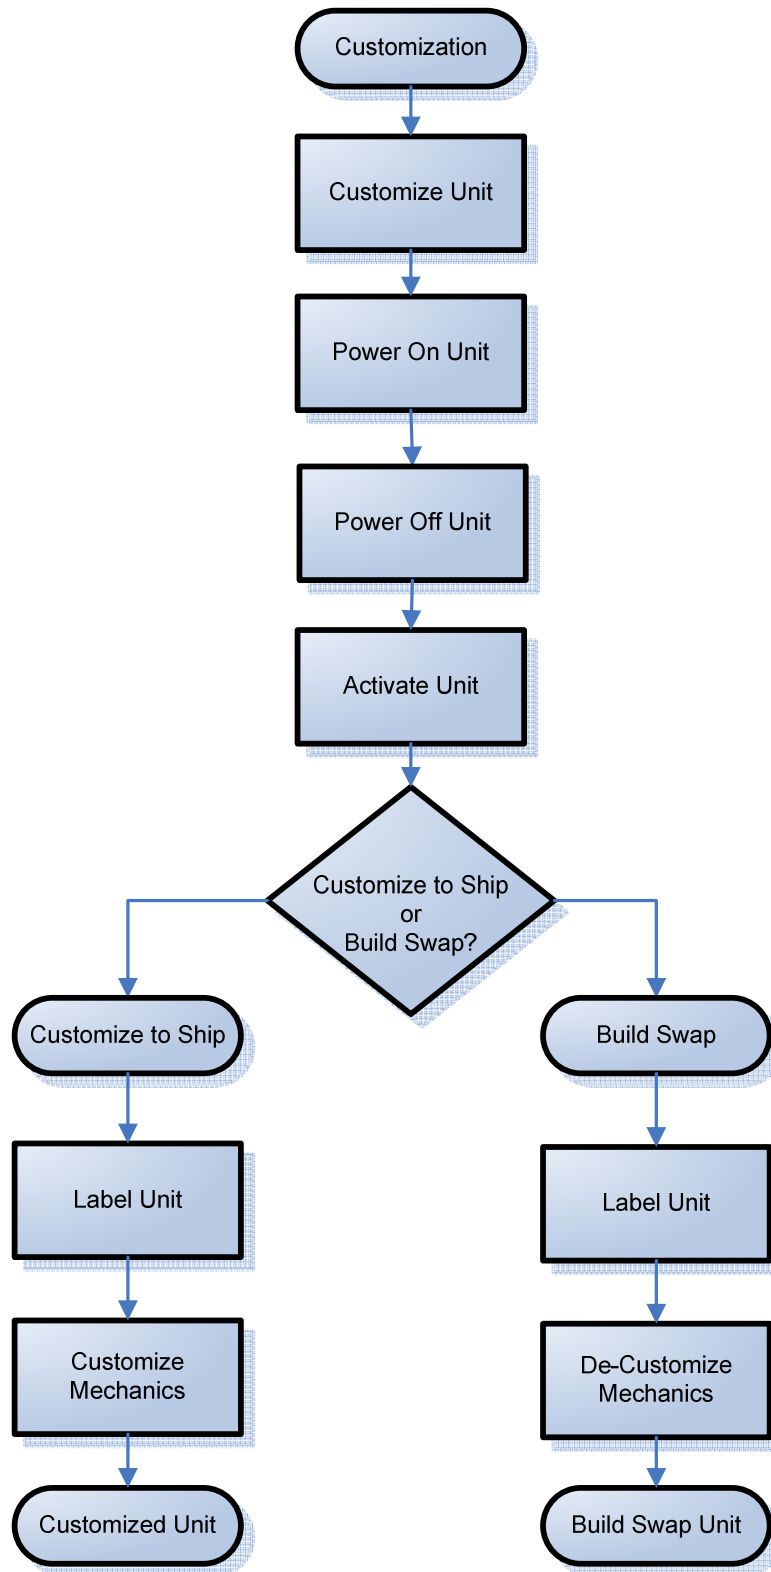 Customization
Customize Unit
Power On Unit
Power Off Unit
Activate Unit
Customize to Ship
or
Build Swap?
Customize to Ship
Build Swap
Label Unit
Label Unit
Customize
Mechanics
De-Customize
Mechanics
Customized Unit
Build Swap Unit